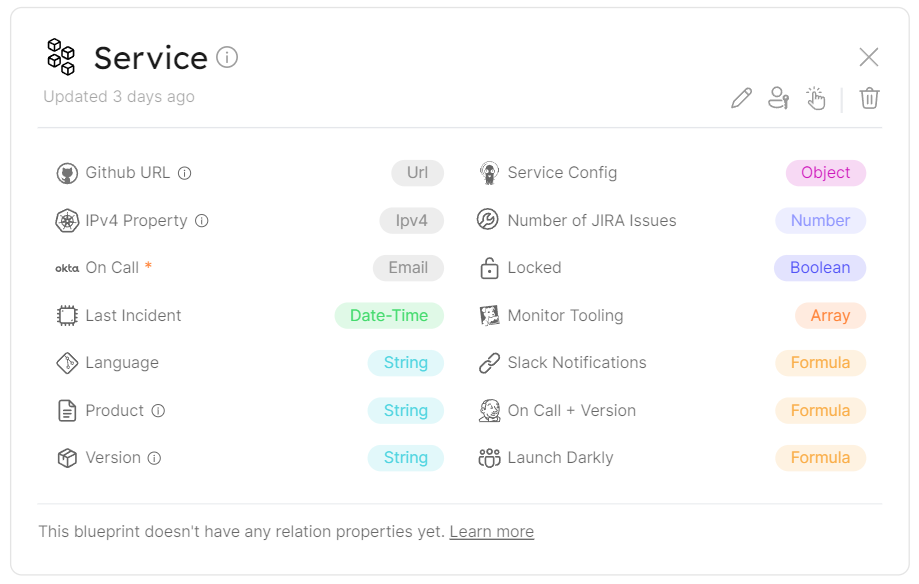 Service
Updated 3 days ago
Github URL Url
IPv4 Property Ipv4
okta On Call * Email
Last Incident Date-Time
Language String
Product String
Version String
Service Config Object
Number of JIRA Issues Number
Locked Boolean
Monitor Tooling Array
Slack Notifications Formula
On Call + Version Formula
Launch Darkly Formula
This blueprint doesn't have any relation properties yet. Learn more